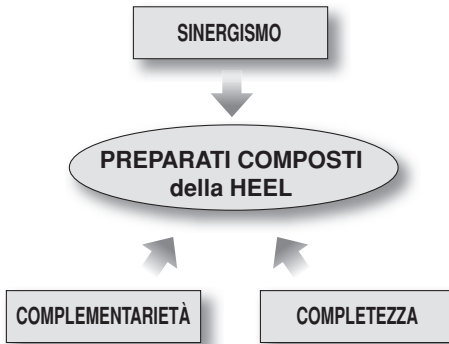 SINERGISMO
PREPARATI COMPOSTI
della HEEL
COMPLEMENTARIETÀ
COMPLETEZZA